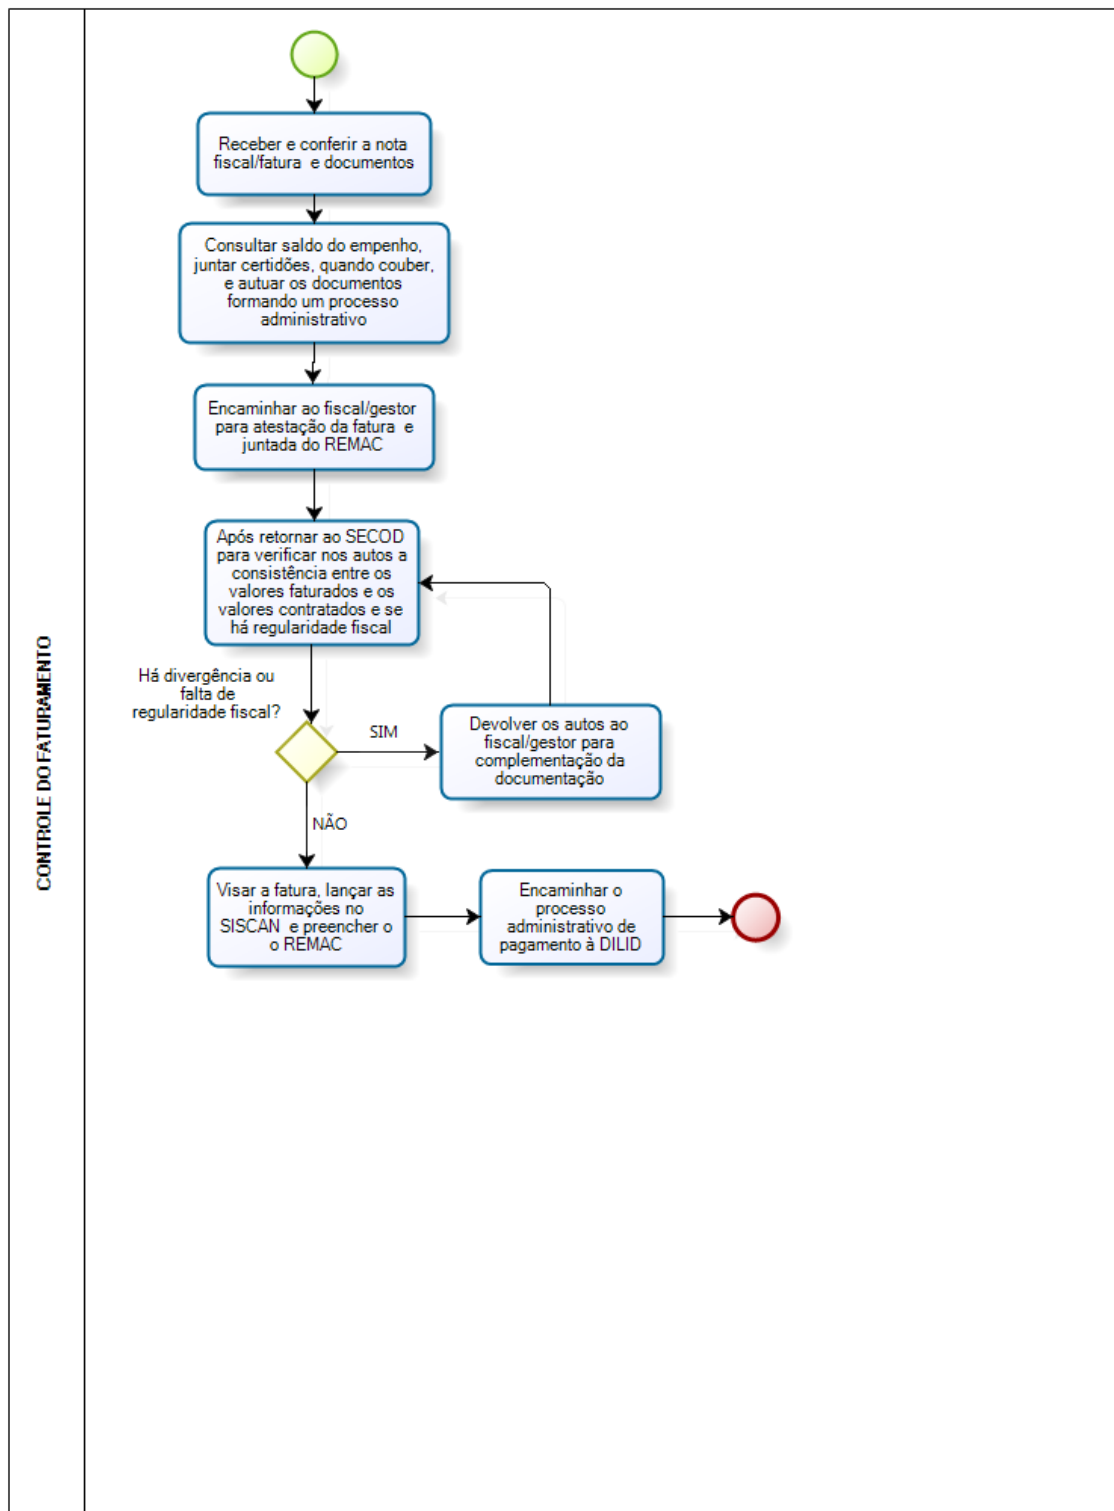 CONTROLE DO FATURAMENTO
Receber e conferir a nota
fiscal/fatura e documentos
Consultar saldo do empenho,
juntar certidões, quando couber,
e autuar os documentos
formando um processo
administrativo
Encaminhar ao fiscal/gestor
para atestação da fatura e
juntada do REMAC
Após retornar ao SECOD
para verificar nos autos a
consistência entre os
valores faturados e os
valores contratados e se
há regularidade fiscal
Há divergência ou
falta de
regularidade fiscal?
SIM
Devolver os autos ao
fiscal/gestor para
complementação da
documentação
NÃO
Visar a fatura, lançar as
informações no
SISCAN e preencher o
o REMAC
Encaminhar o
processo
administrativo de
pagamento à DILID